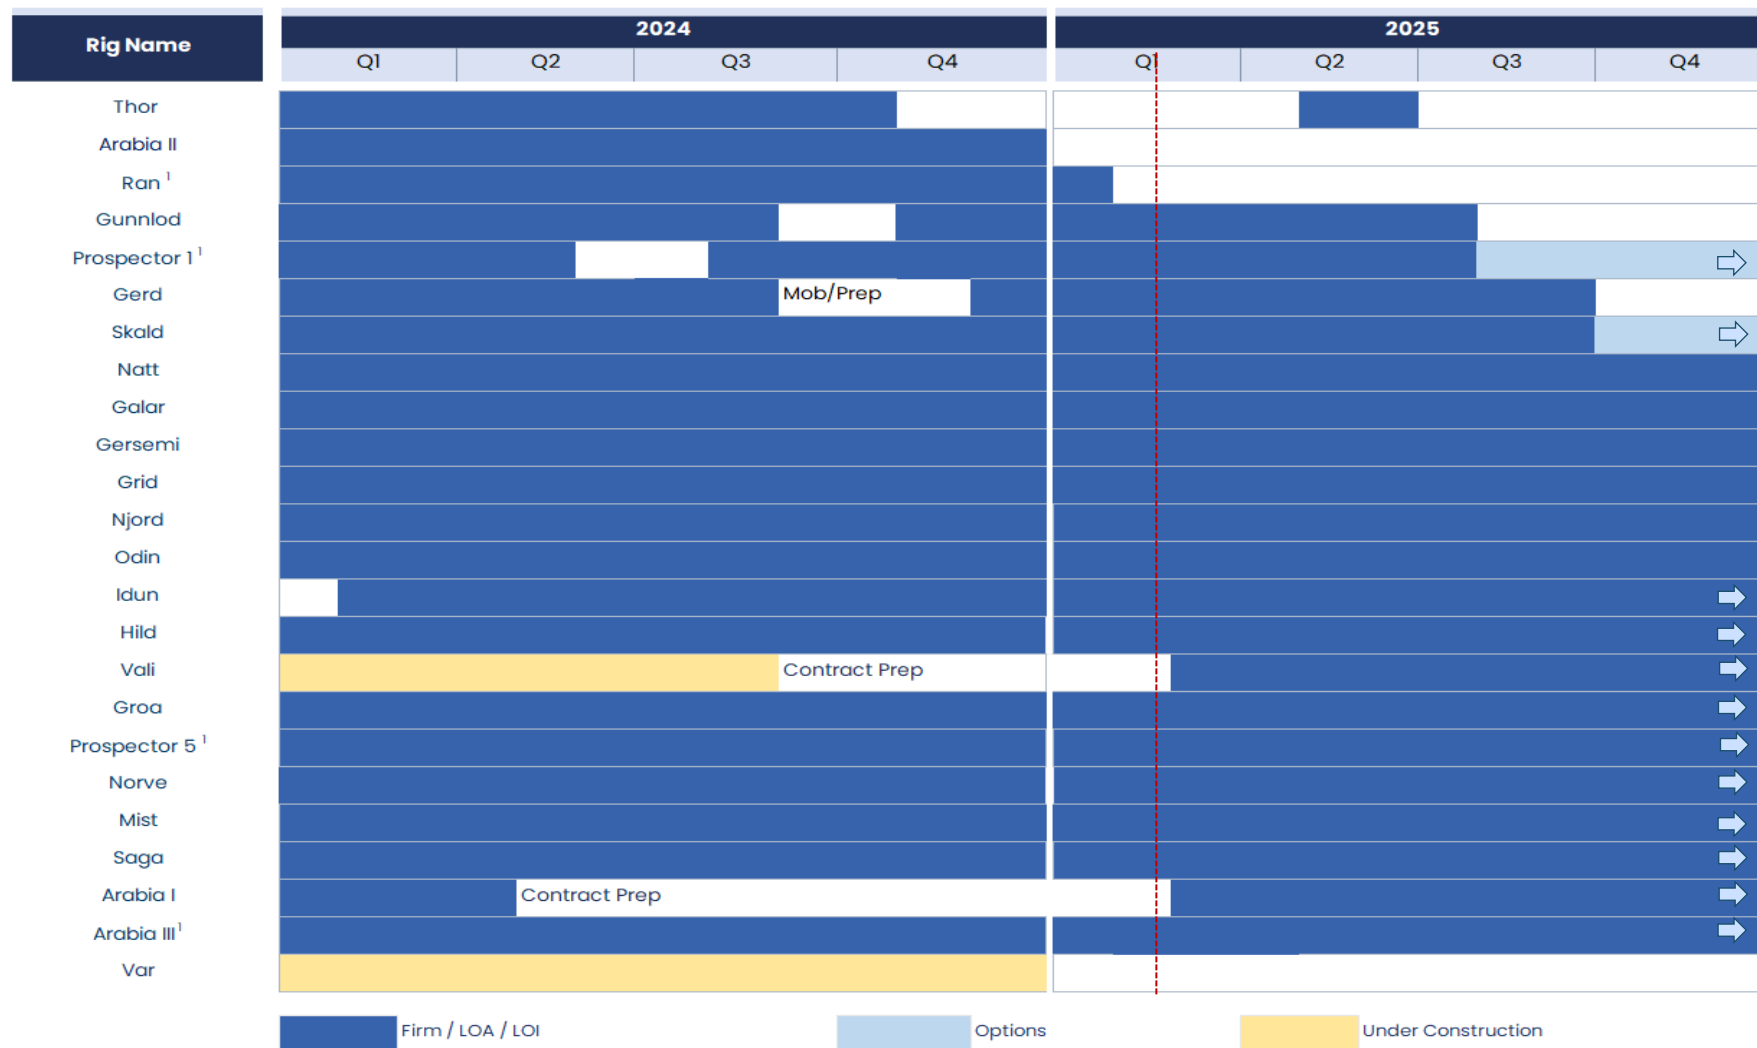 Rig Name
2024
2025
Q1 Q2 Q3 Q4 Q1 Q2 Q3 Q4
Thor
Arabia II
Ran ¹
Gunnlod
Prospector 1 ¹
Gerd Mob/Prep
Skald
Natt
Galar
Gersemi
Grid
Njord
Odin
Idun
Hild
Vali Contract Prep
Groa
Prospector 5 ¹
Norve
Mist
Saga
Arabia I Contract Prep
Arabia III ¹
Var
Firm / LOA / LOI Options Under Construction